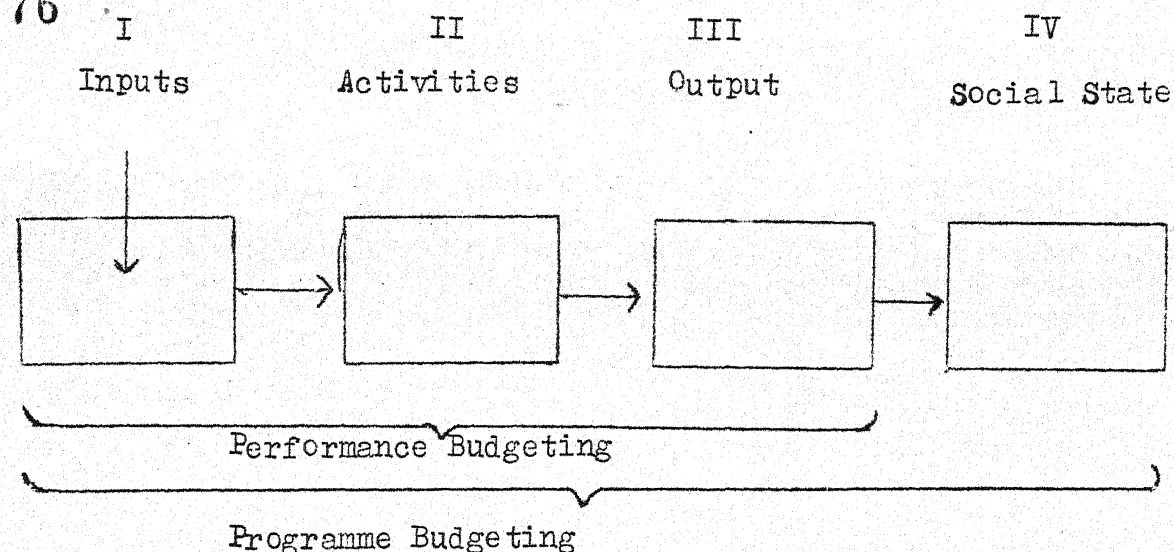 76
I II III IV
Inputs Activities Output Social State
Performance Budgeting
Programme Budgeting